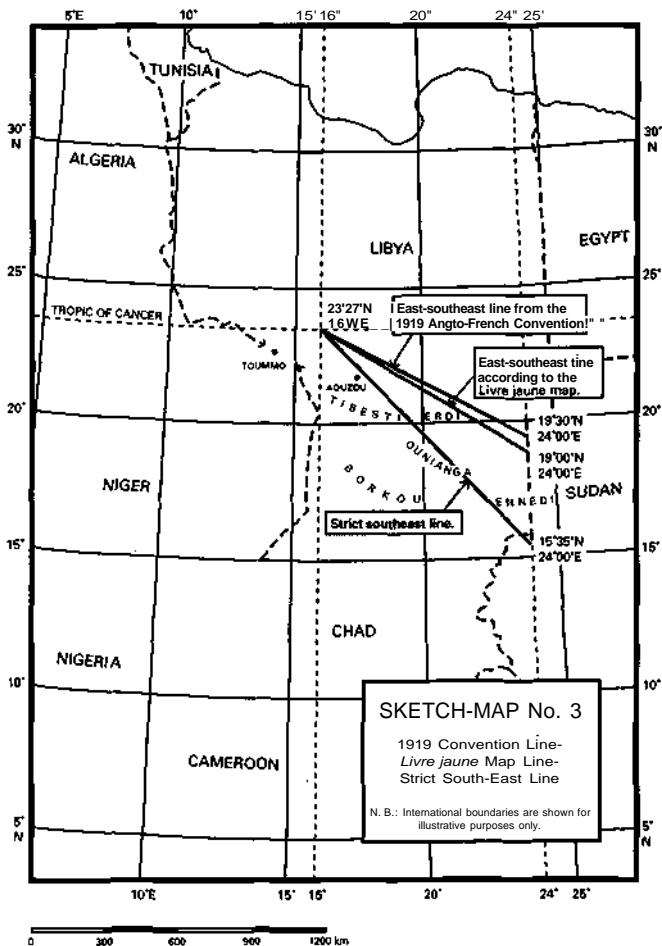 5°E 10° 15' 16" 20" 24" 25'
TUNISIA
30° N
30° N
ALGERIA
LIBYA
EGYPT
25°
25°
TROPIC OF CANCER
23'27'N
16WE
East-southeast line from the
1919 Angto-French Convention!" "
TOUMMO
AOUZOU
East-southeast tine
according to the
Livre jaune map.
20°
20°
TIBESTI ERDI
19°30'N
24°00'E
19°00'N
24°00'E
OUNIANGA
NIGER
BORKOU
ENNEDI
SUDAN
Strict southeast line.
15°
15°
15°35'N
24°00'E
CHAD
NIGERIA
10°
10°
CAMEROON
SKETCH-MAP No. 3
1919 Convention Line-
Livre jaune Map Line-
Strict South-East Line
N. B.: International boundaries are shown for
illustrative purposes only.
5° N
5° N
10°E 15° 16° 20° 24° 25°
0 300 600 900 1200 km